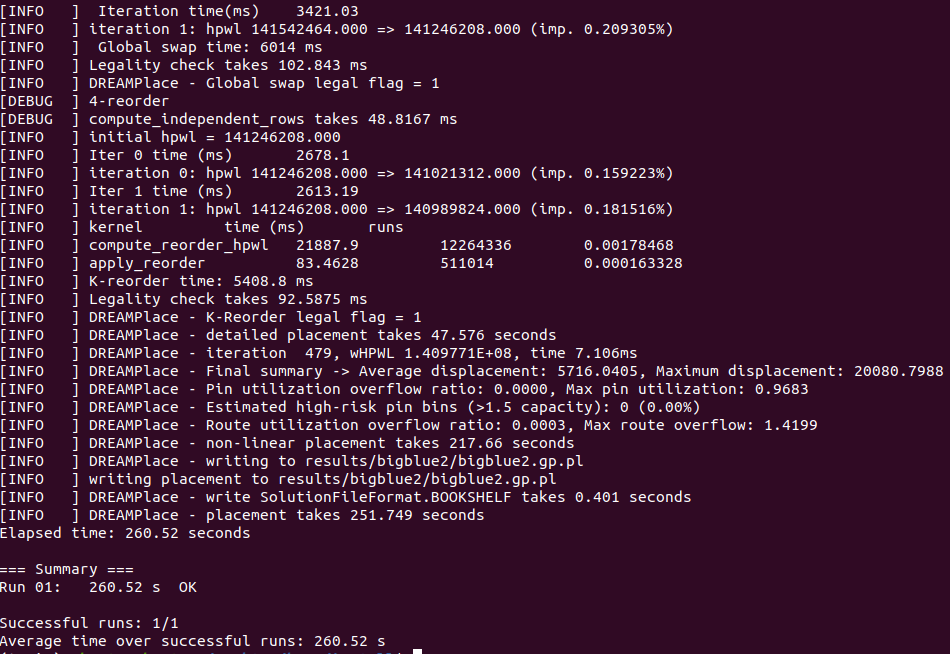 [INFO   ]  Iteration time(ms)    3421.03
[INFO   ] iteration 1: hpwl 141542464.000 => 141246208.000 (imp. 0.209305%)
[INFO   ]  Global swap time: 6014 ms
[INFO   ] Legality check takes 102.843 ms
[INFO   ] DREAMPlace - Global swap legal flag = 1
[DEBUG  ] 4-reorder
[DEBUG  ] compute_independent_rows takes 48.8167 ms
[INFO   ] initial hpwl = 141246208.000
[INFO   ] Iter 0 time (ms)       2678.1
[INFO   ] iteration 0: hpwl 141246208.000 => 141021312.000 (imp. 0.159223%)
[INFO   ] Iter 1 time (ms)       2613.19
[INFO   ] iteration 1: hpwl 141246208.000 => 140989824.000 (imp. 0.181516%)
[INFO   ] kernel         time (ms)       runs
[INFO   ] compute_reorder_hpwl   21887.9         12264336        0.00178468
[INFO   ] apply_reorder          83.4628         511014          0.000163328
[INFO   ] K-reorder time: 5408.8 ms
[INFO   ] Legality check takes 92.5875 ms
[INFO   ] DREAMPlace - K-Reorder legal flag = 1
[INFO   ] DREAMPlace - detailed placement takes 47.576 seconds
[INFO   ] DREAMPlace - iteration  479, wHPWL 1.409771E+08, time 7.106ms
[INFO   ] DREAMPlace - Final summary -> Average displacement: 5716.0405, Maximum displacement: 20080.7988
[INFO   ] DREAMPlace - Pin utilization overflow ratio: 0.0000, Max pin utilization: 0.9683
[INFO   ] DREAMPlace - Estimated high-risk pin bins (>1.5 capacity): 0 (0.00%)
[INFO   ] DREAMPlace - Route utilization overflow ratio: 0.0003, Max route overflow: 1.4199
[INFO   ] DREAMPlace - non-linear placement takes 217.66 seconds
[INFO   ] DREAMPlace - writing to results/bigblue2/bigblue2.gp.pl
[INFO   ] writing placement to results/bigblue2/bigblue2.gp.pl
[INFO   ] DREAMPlace - write SolutionFileFormat.BOOKSHELF takes 0.401 seconds
[INFO   ] DREAMPlace - placement takes 251.749 seconds
Elapsed time: 260.52 seconds
=== Summary ===
Run 01:   260.52 s  OK
Successful runs: 1/1
Average time over successful runs: 260.52 s